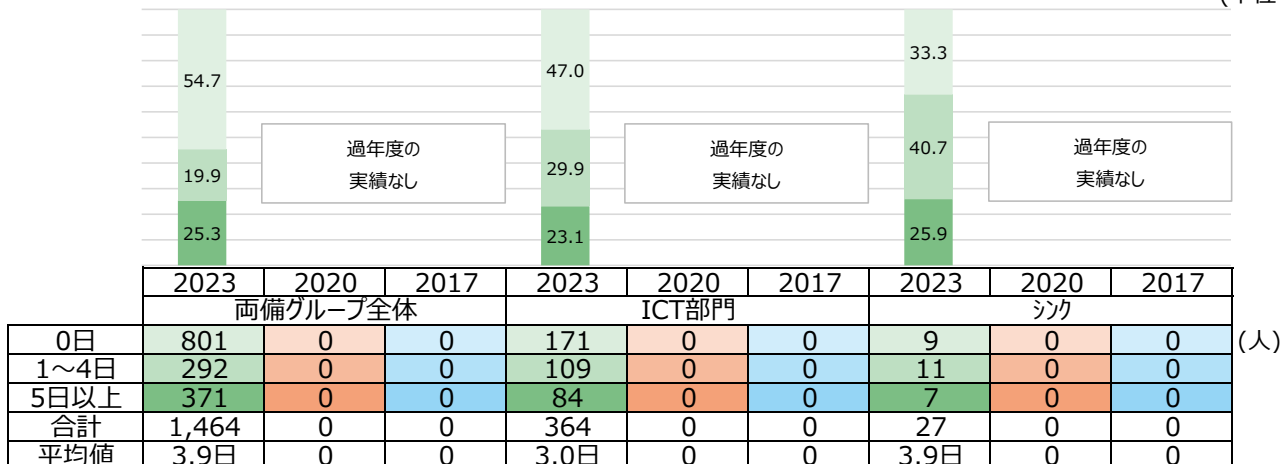 54.7
47.0
33.3
19.9
過年度の
実績なし
29.9
過年度の
実績なし
40.7
過年度の
実績なし
25.3
23.1
25.9
2023 2020 2017 2023 2020 2017 2023 2020 2017
両備グループ全体 ICT部門 シンク
0日 801 0 0 171 0 0 9 0 0 (人)
1～4日 292 0 0 109 0 0 11 0 0
5日以上 371 0 0 84 0 0 7 0 0
合計 1,464 0 0 364 0 0 27 0 0
平均値 3.9日 0 0 3.0日 0 0 3.9日 0 0